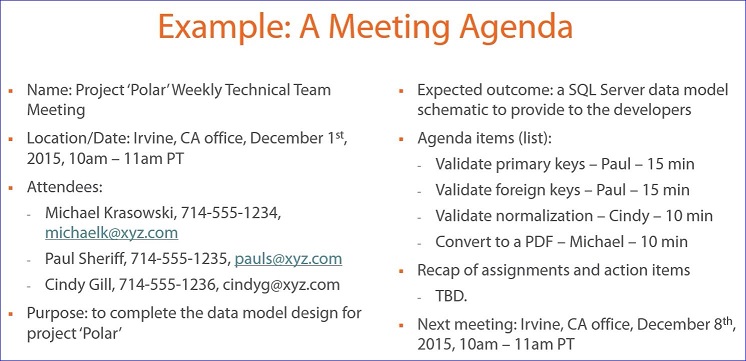 Example: A Meeting Agenda
▪ Name: Project ‘Polar’ Weekly Technical Team
Meeting
▪ Location/Date: Irvine, CA office, December 1st,
2015, 10am – 11am PT
▪ Attendees:
- Michael Krasowski, 714-555-1234,
michaelk@xyz.com
- Paul Sheriff, 714-555-1235, pauls@xyz.com
- Cindy Gill, 714-555-1236, cindyg@xyz.com
▪ Purpose: to complete the data model design for
project ‘Polar’
▪ Expected outcome: a SQL Server data model
schematic to provide to the developers
▪ Agenda items (list):
- Validate primary keys – Paul – 15 min
- Validate foreign keys – Paul – 15 min
- Validate normalization – Cindy – 10 min
- Convert to a PDF – Michael – 10 min
▪ Recap of assignments and action items
- TBD.
▪ Next meeting: Irvine, CA office, December 8th,
2015, 10am – 11am PT